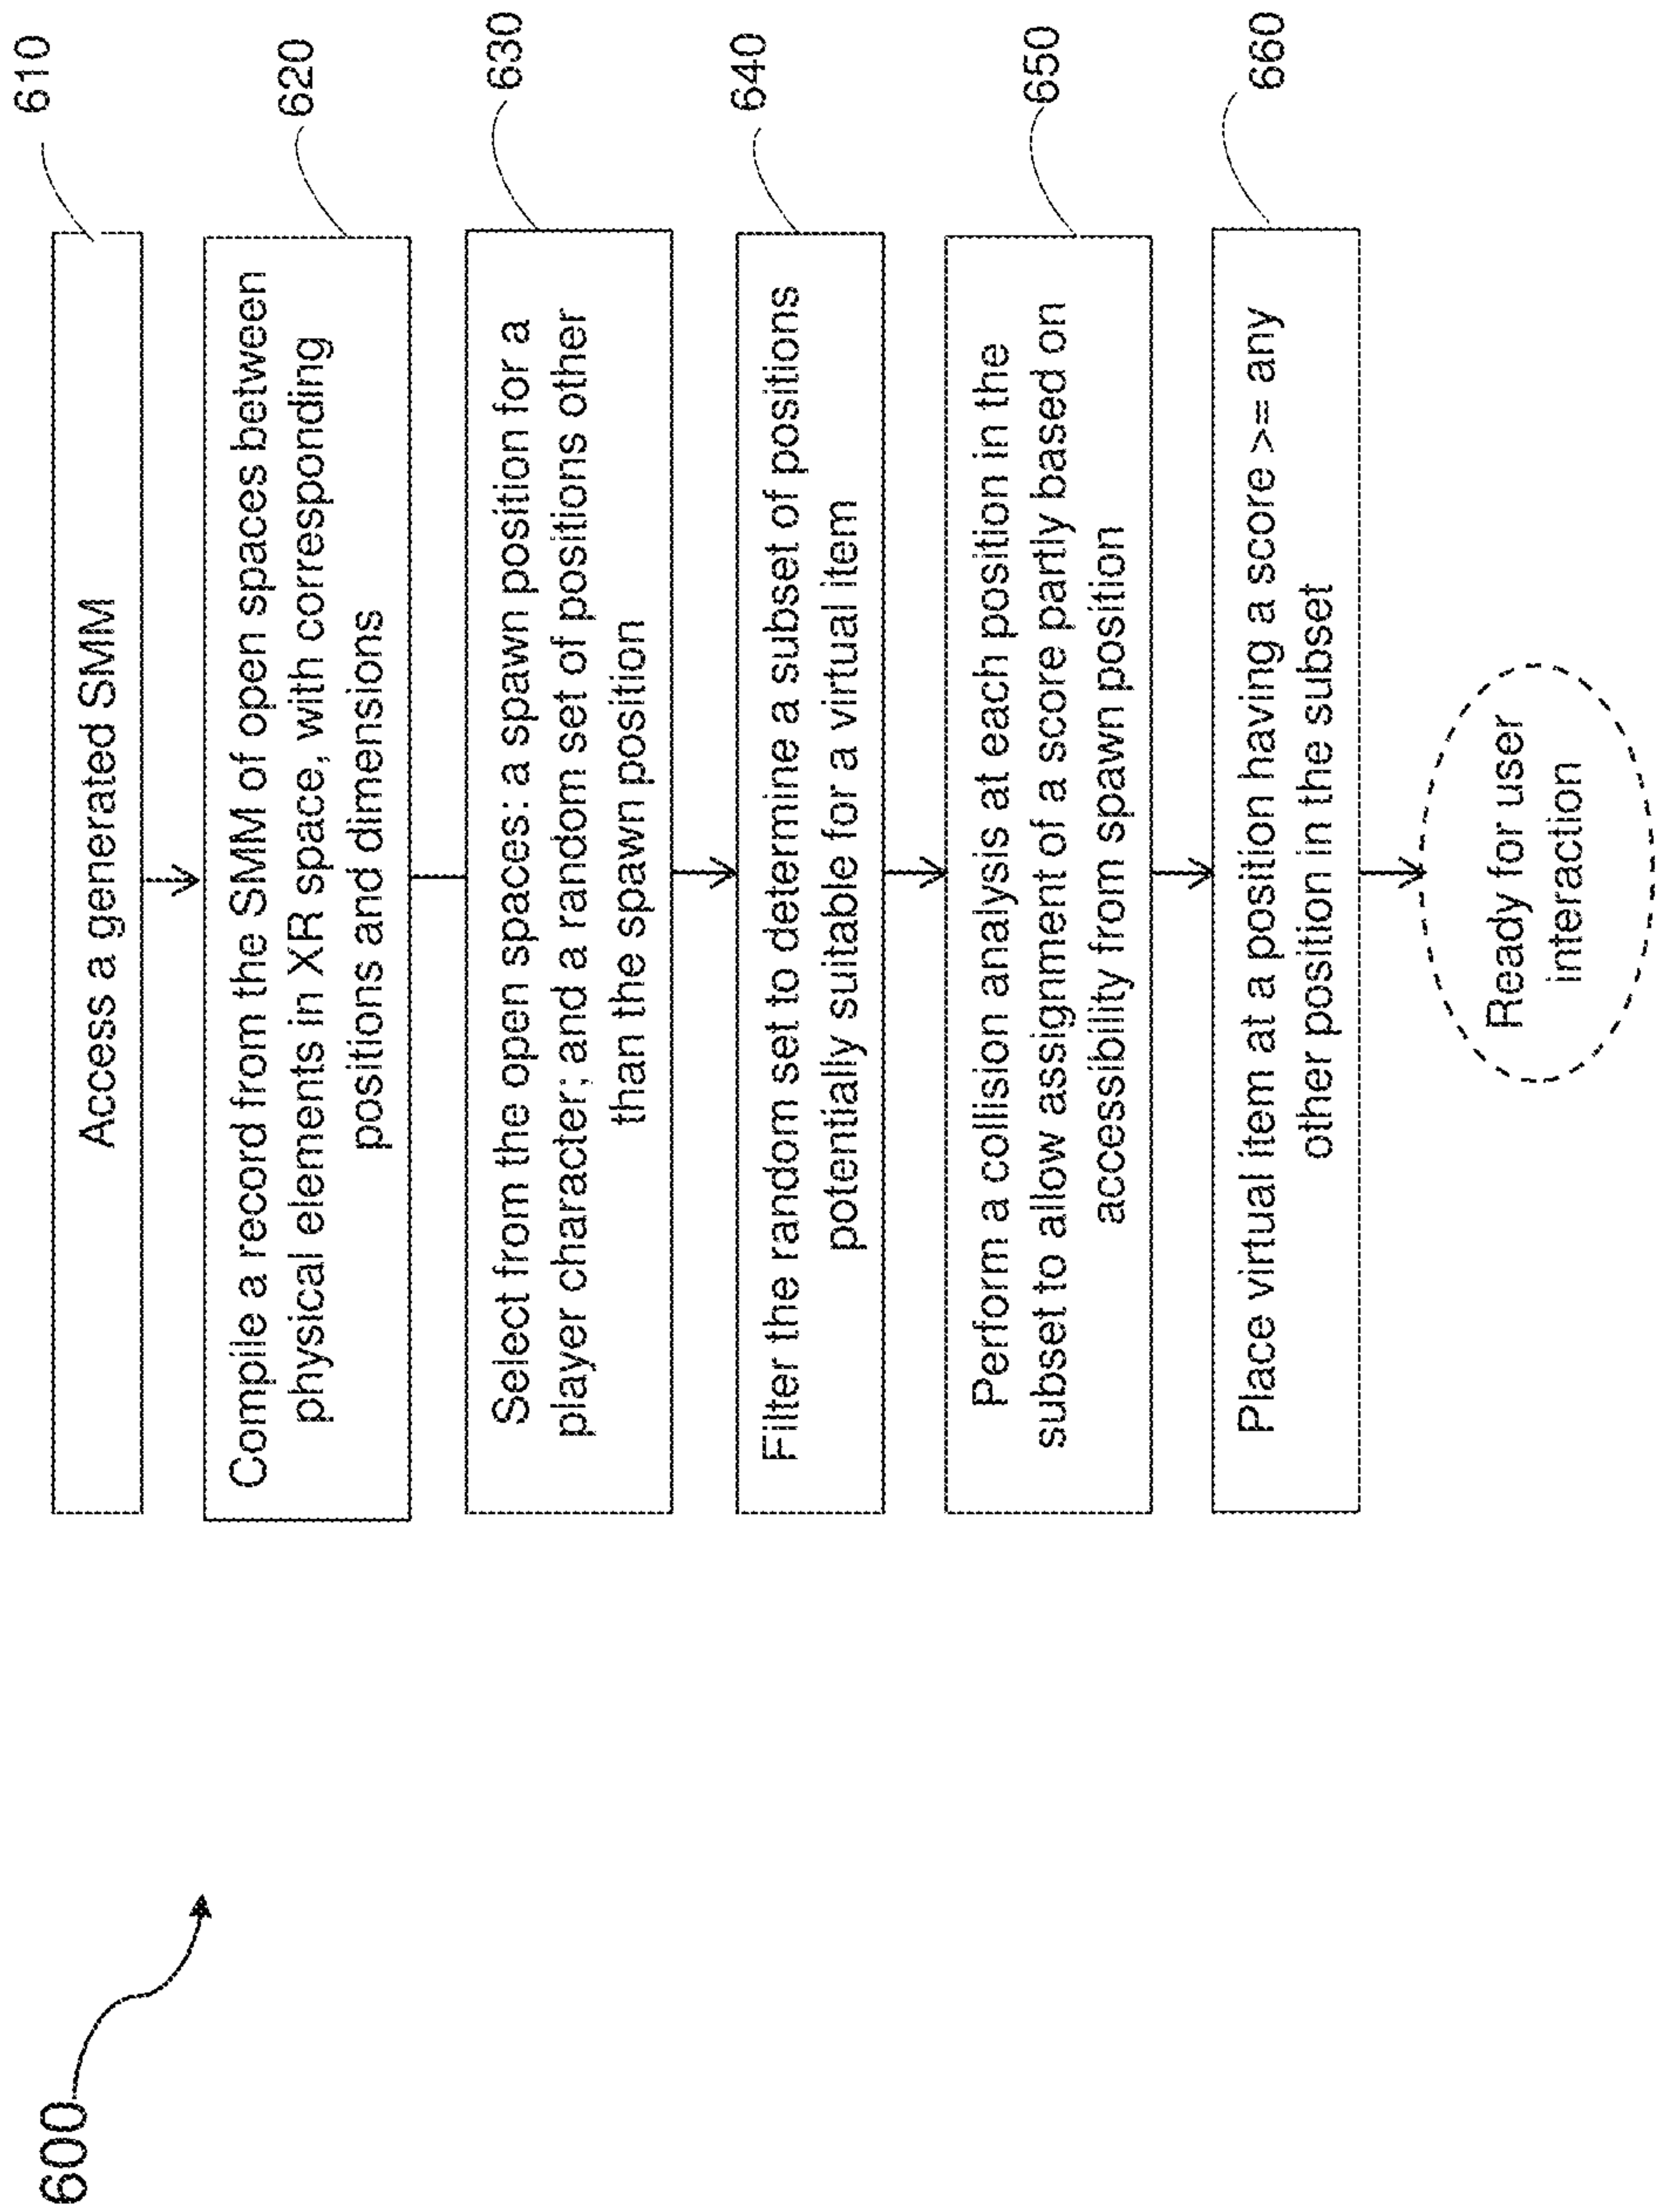 600
610
Access a generated SMM
620
Compile a record from the SMM of open spaces between
physical elements in XR space, with corresponding
positions and dimensions
630
Select from the open spaces: a spawn position for a
player character; and a random set of positions other
than the spawn position
640
Filter the random set to determine a subset of positions
potentially suitable for a virtual item
650
Perform a collision analysis at each position in the
subset to allow assignment of a score partly based on
accessibility from spawn position
660
Place virtual item at a position having a score >= any
other position in the subset
Ready for user
interaction